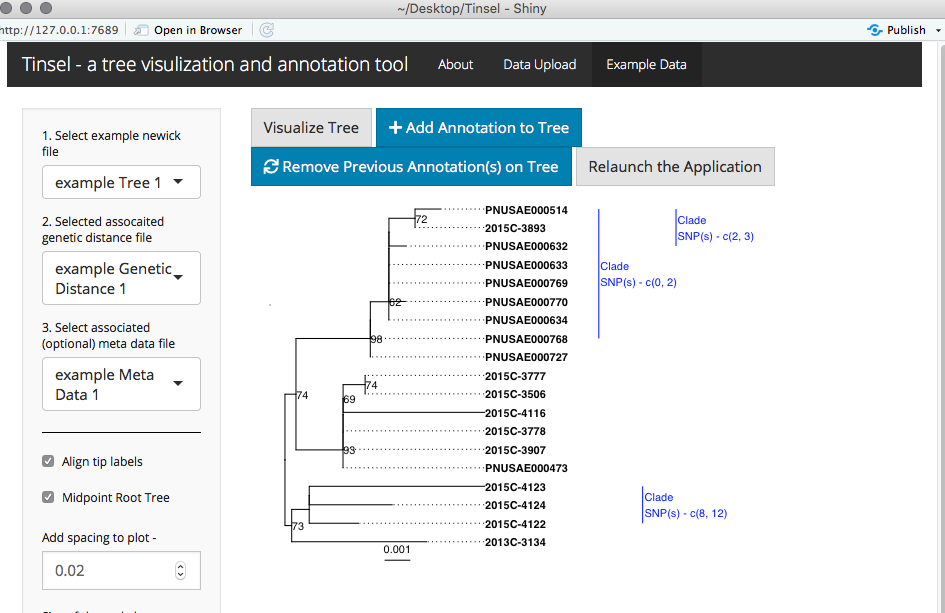 ~/Desktop/Tinsel - Shiny
http://127.0.0.1:7689
Open in Browser
Publish
Tinsel - a tree visulization and annotation tool
About
Data Upload
Example Data
1. Select example newick
file
example Tree 1
2. Selected assocaited
genetic distance file
example Genetic
Distance 1
3. Select associated
(optional) meta data file
example Meta
Data 1
Align tip labels
Midpoint Root Tree
Add spacing to plot -
0.02
Visualize Tree
Add Annotation to Tree
Remove Previous Annotation(s) on Tree
Relaunch the Application
PNUSAE000514
72
2015C-3893
PNUSAE000632
PNUSAE000633
PNUSAE000769
62
PNUSAE000770
PNUSAE000634
98
PNUSAE000768
PNUSAE000727
2015C-3777
74
2015C-3506
74
69
2015C-4116
2015C-3778
93
2015C-3907
PNUSAE000473
2015C-4123
2015C-4124
73
2015C-4122
2013C-3134
0.001
Clade
SNP(s) - c(2, 3)
Clade
SNP(s) - c(0, 2)
Clade
SNP(s) - c(8, 12)